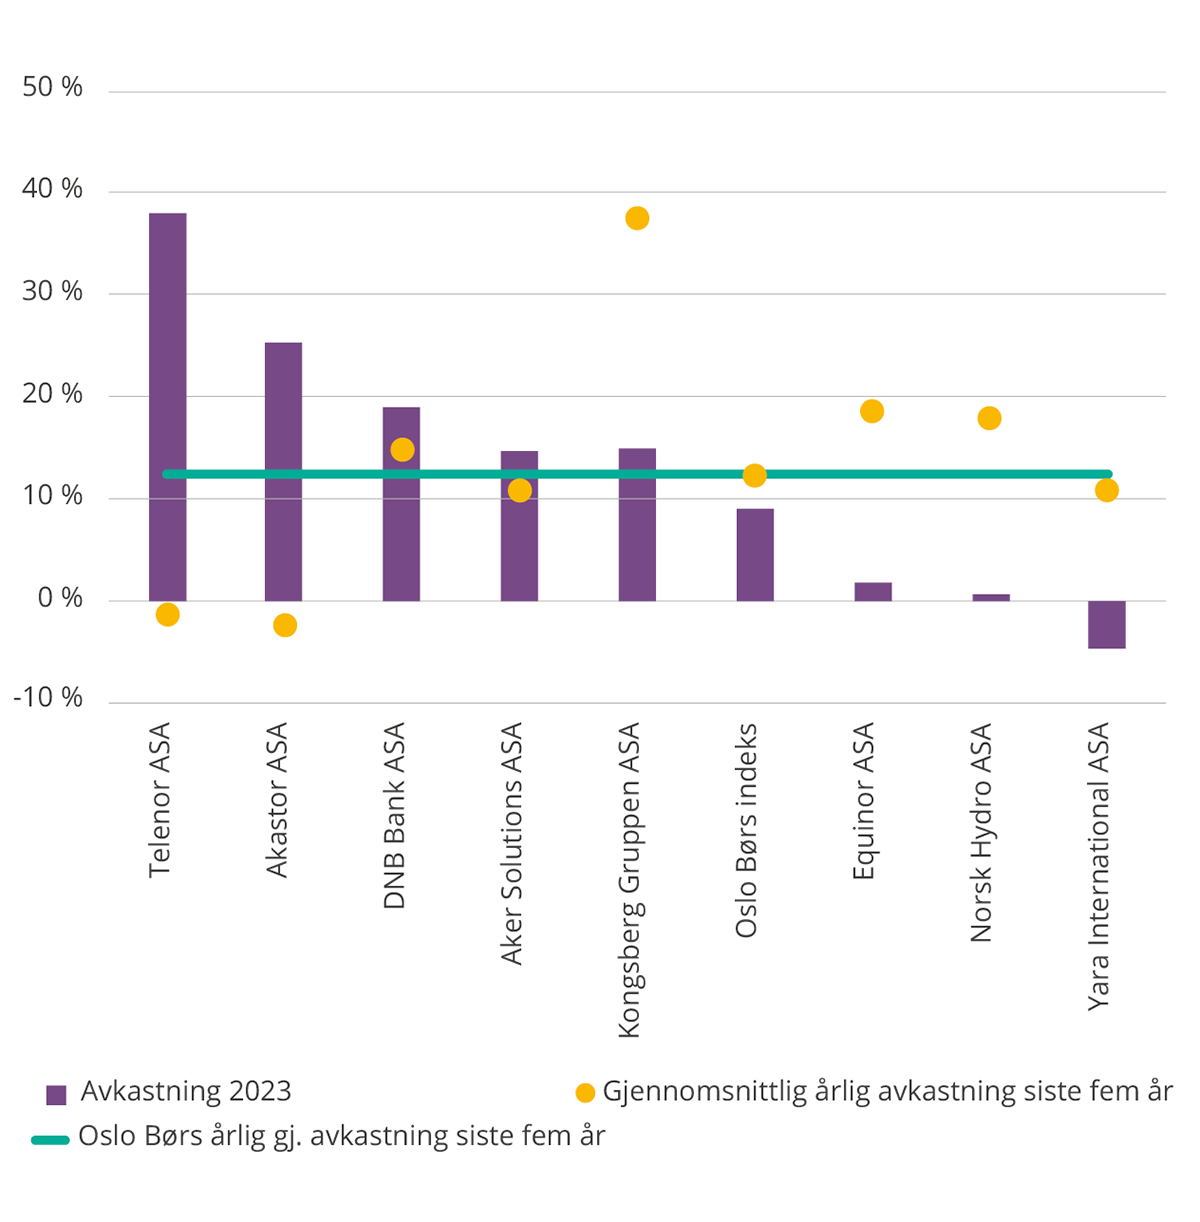 50 %
40 %
30 %
20 %
10 %
0 %
-10 %
Telenor ASA
Akastor ASA
DNB Bank ASA
Aker Solutions ASA
Kongsberg Gruppen ASA
Oslo Børs indeks
Equinor ASA
Norsk Hydro ASA
Yara International ASA
Avkastning 2023
Gjennomsnittlig årlig avkastning siste fem år
Oslo Børs årlig gj. avkastning siste fem år